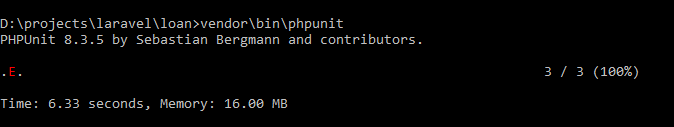 D:\projects\laravel\loan>vendor\bin\phpunit
PHPUnit 8.3.5 by Sebastian Bergmann and contributors.
.E. 3 / 3 (100%)
Time: 6.33 seconds, Memory: 16.00 MB